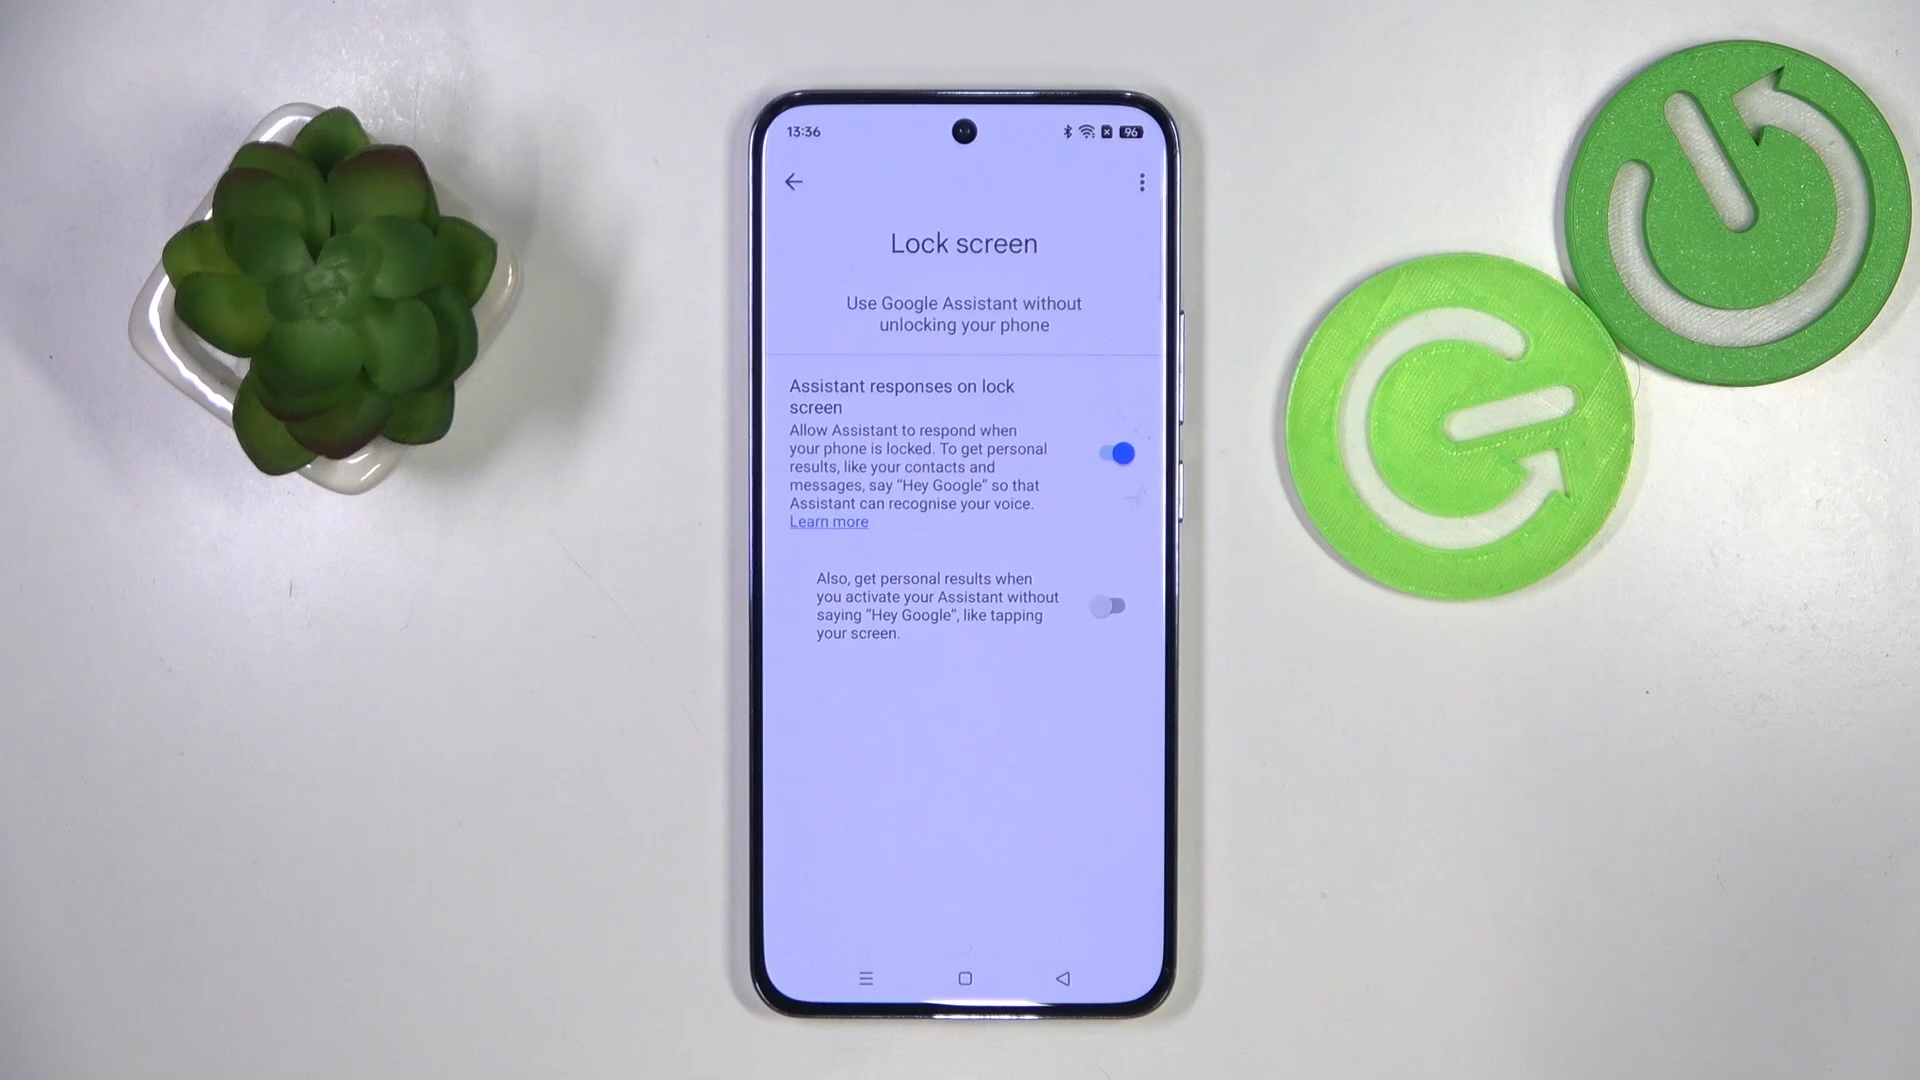 13:36
96
Lock screen
Use Google Assistant without
unlocking your phone
Assistant responses on lock
screen
Allow Assistant to respond when
your phone is locked. To get personal
results, like your contacts and
messages, say “Hey Google” so that
Assistant can recognise your voice.
Learn more
Also, get personal results when
you activate your Assistant without
saying “Hey Google”, like tapping
your screen.